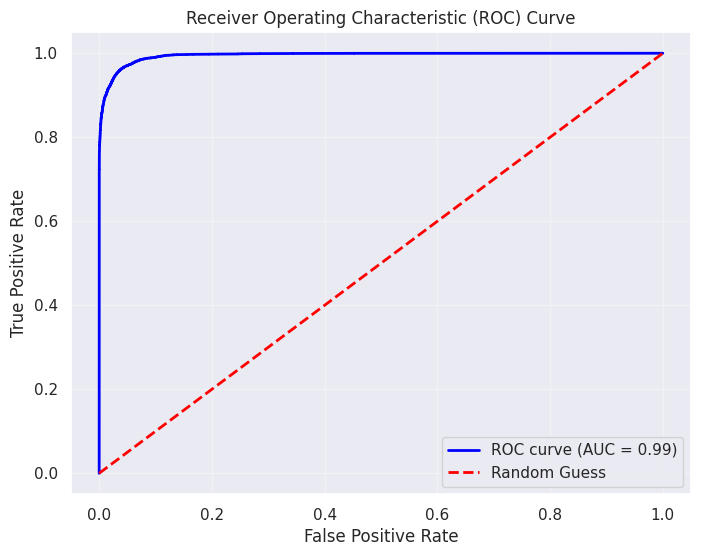 Receiver Operating Characteristic (ROC) Curve
True Positive Rate
1.0
0.8
0.6
0.4
0.2
0.0
ROC curve (AUC = 0.99)
Random Guess
0.0 0.2 0.4 0.6 0.8 1.0
False Positive Rate